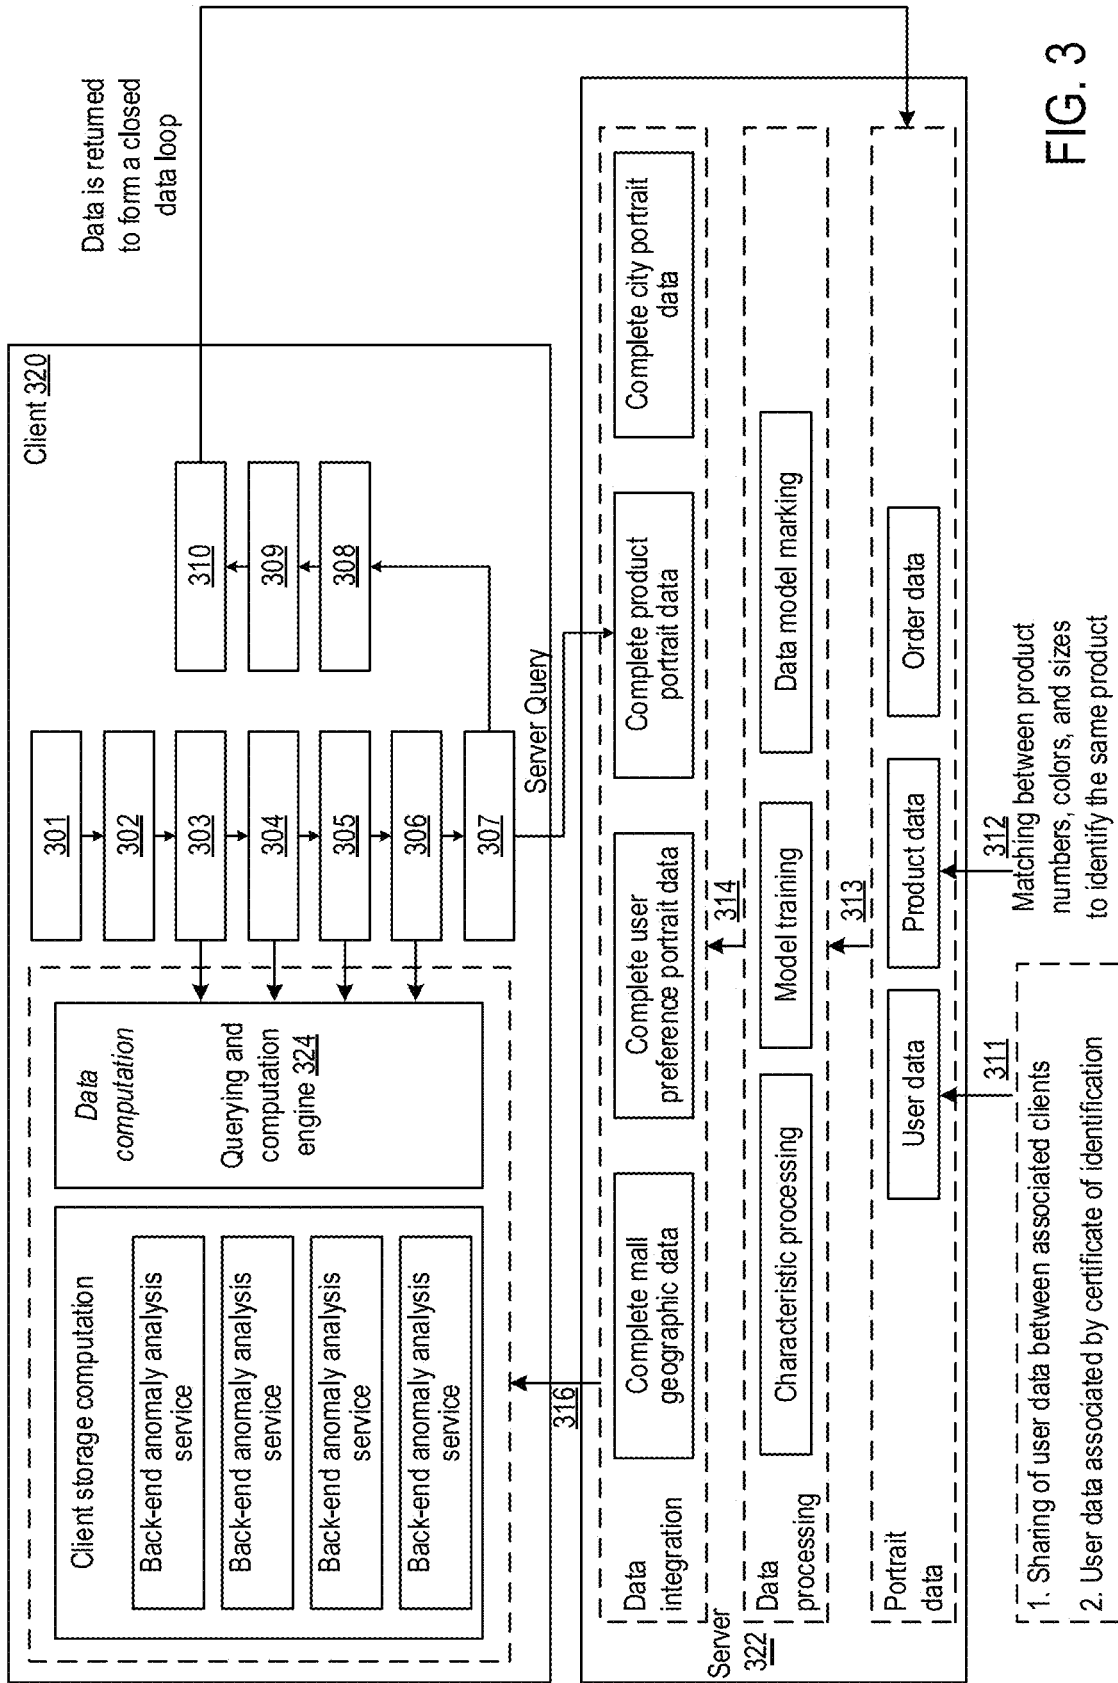 Client 320
Client storage computation
Back-end anomaly analysis
service
Back-end anomaly analysis
service
Back-end anomaly analysis
service
Back-end anomaly analysis
service
Data
computation
Querying and
computation
engine 324
301
302
303
304
305
306
307
308
309
310
Data is returned
to form a closed
data loop
Server Query
316
Server
322
Data
integration
Complete mall
geographic data
Complete user
preference portrait data
Complete product
portrait data
Complete city portrait
data
314
Data
processing
Characteristic processing
Model training
Data model marking
313
Portrait
data
User data
Product data
Order data
311
1. Sharing of user data between associated clients
2. User data associated by certificate of identification
312
Matching between product
numbers, colors, and sizes
to identify the same product
FIG. 3